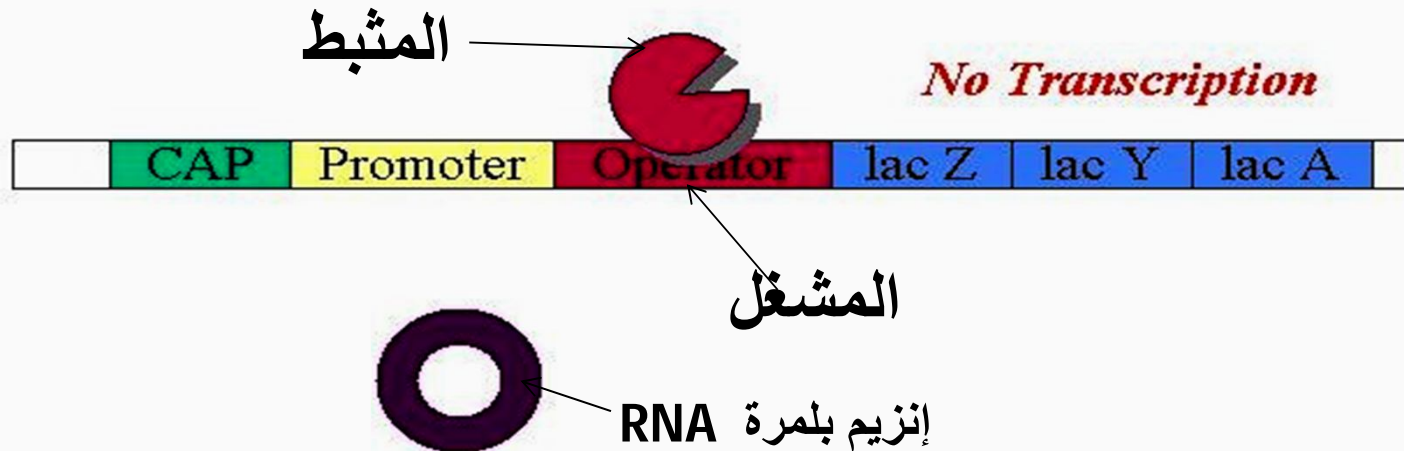 المثبط
No Transcription
CAP Promoter Operator lac Z lac Y lac A
المشغل
إنزيم بلمرة RNA